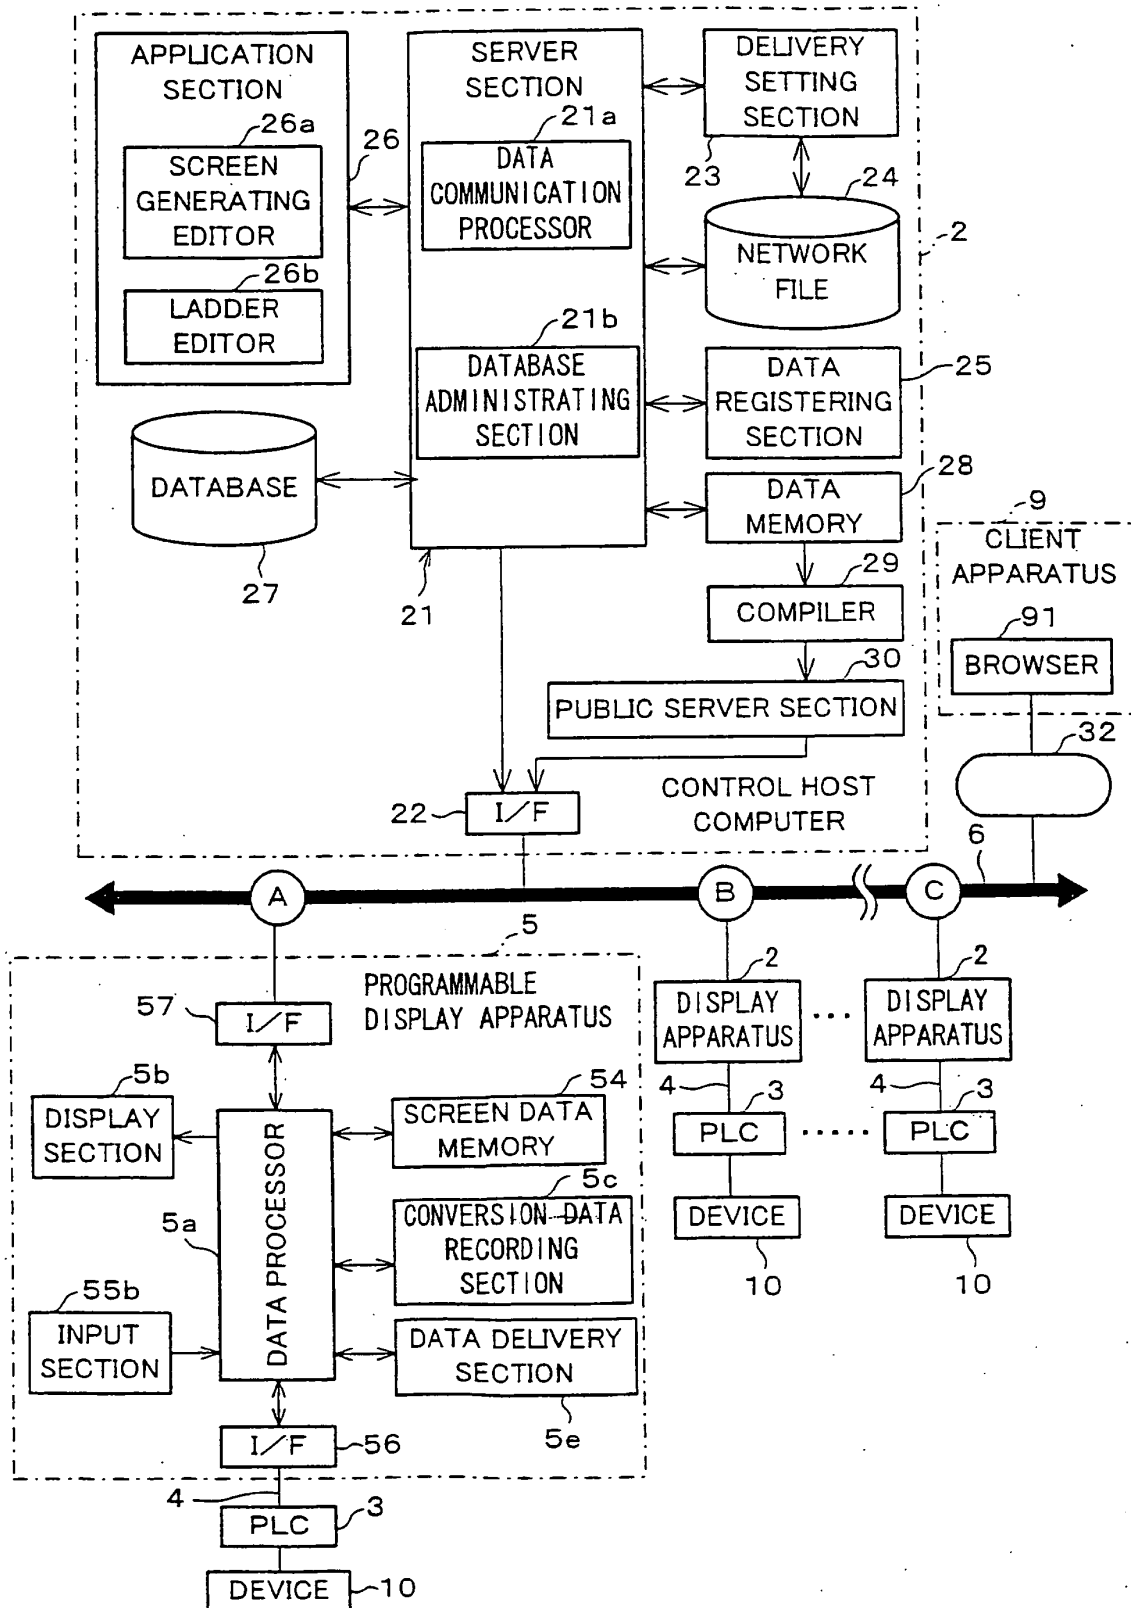 APPLICATION
SECTION
26a
SCREEN
GENERATING
EDITOR
26b
LADDER
EDITOR
26
SERVER
SECTION
21a
DATA
COMMUNICATION
PROCESSOR
21b
DATABASE
ADMINISTRATING
SECTION
21
DELIVERY
SETTING
SECTION
23
24
NETWORK
FILE
2
DATA
REGISTERING
SECTION
25
DATABASE
27
DATA
MEMORY
28
29
COMPILER
30
PUBLIC SERVER SECTION
22
I/F
CONTROL HOST
COMPUTER
9
CLIENT
APPARATUS
91
BROWSER
32
6
A
B
C
5
PROGRAMMABLE
DISPLAY APPARATUS
57
I/F
5b
DISPLAY
SECTION
5a
DATA PROCESSOR
54
SCREEN DATA
MEMORY
5c
CONVERSION DATA
RECORDING
SECTION
55b
INPUT
SECTION
DATA DELIVERY
SECTION
5e
I/F
56
4
PLC
3
DEVICE
10
2
DISPLAY
APPARATUS
4
3
PLC
DEVICE
10
2
DISPLAY
APPARATUS
4
3
PLC
DEVICE
10